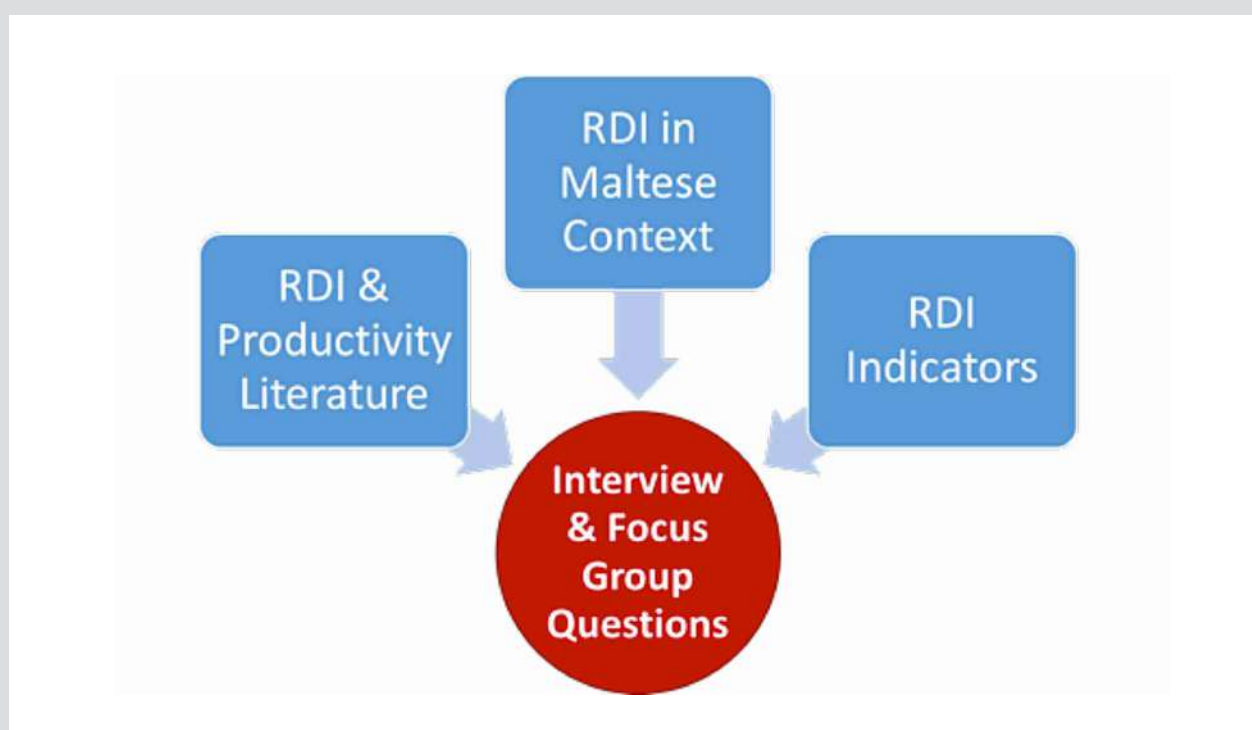 RDI &
Productivity
Literature
RDI in
Maltese
Context
RDI
Indicators
Interview
& Focus
Group
Questions